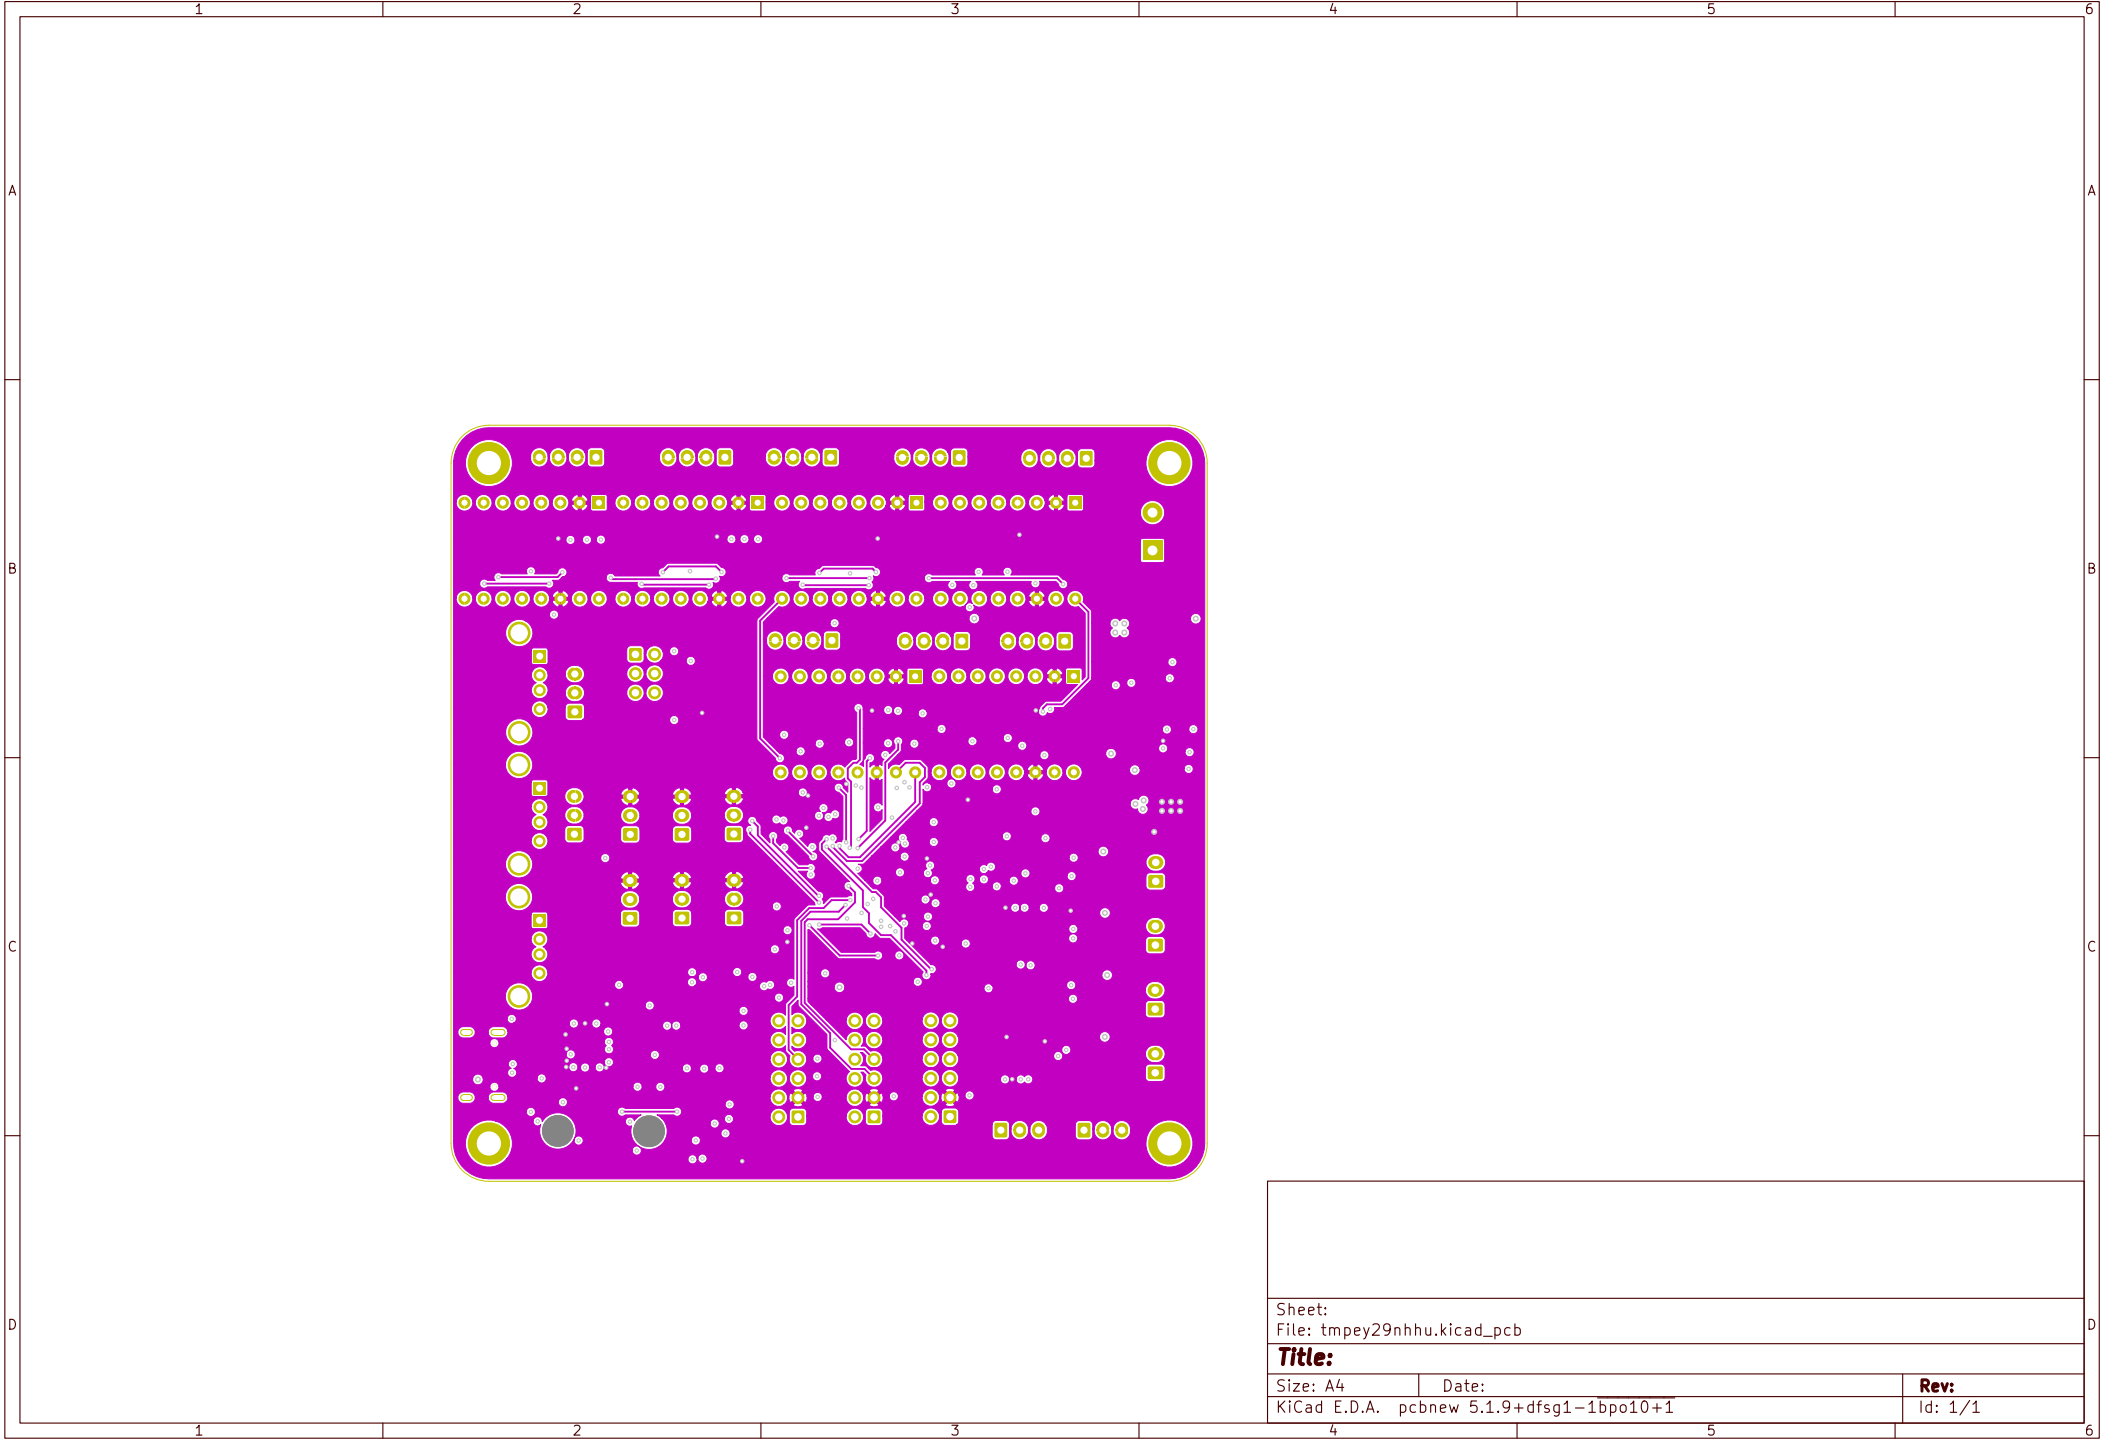 1 2 3 4 5 6
A A
B B
C C
D D
Sheet:
File: tmpey29nhhu.kicad_pcb
Title:
Size: A4 Date: Rev:
KiCad E.D.A. pcbnew 5.1.9+dfsg1-1bpo10+1 Id: 1/1
1 2 3 4 5 6